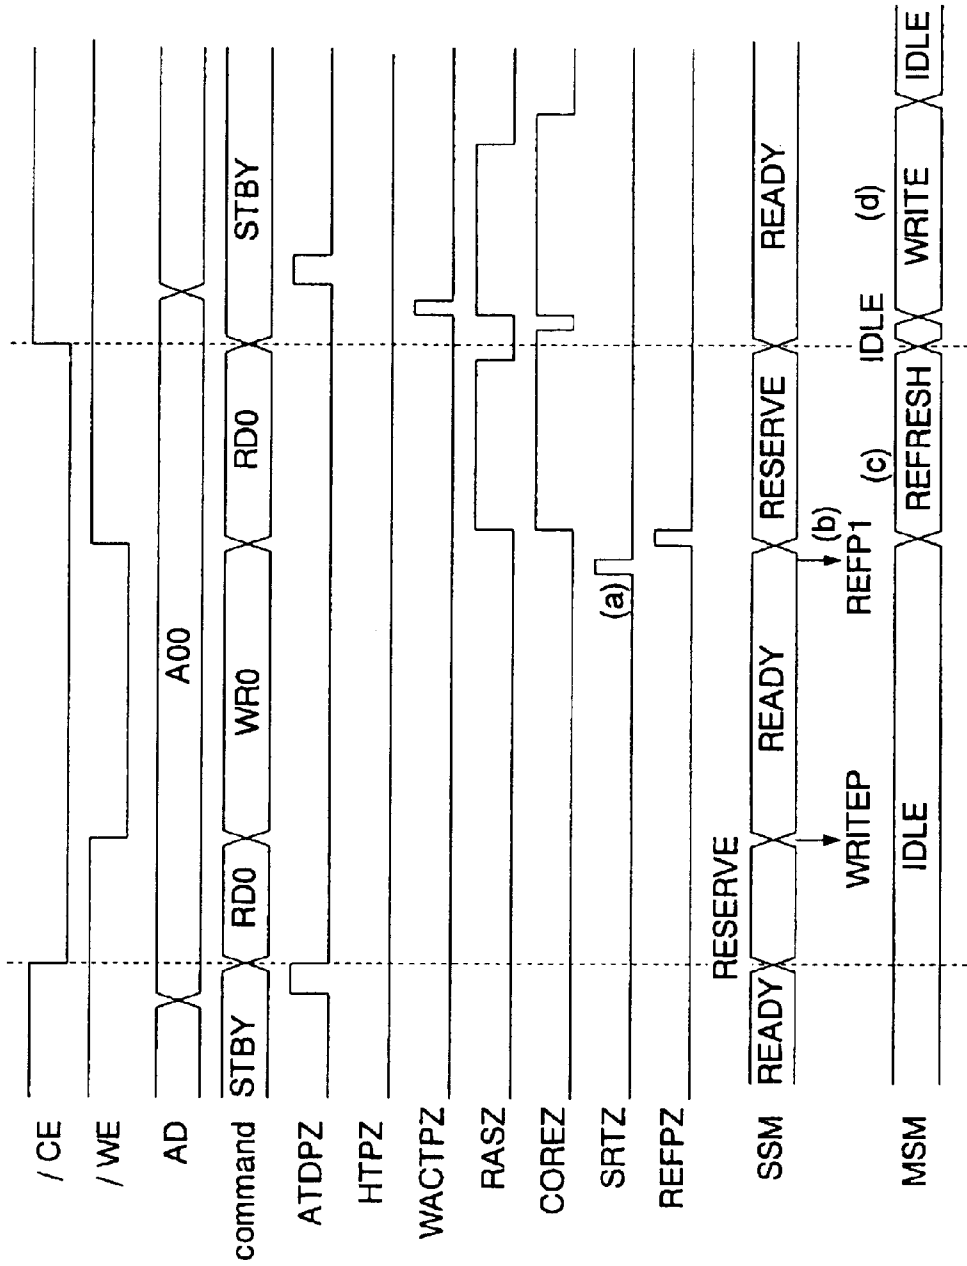 / CE
/ WE
AD A00
command STBY RD0 WR0 RD0 STBY
ATDPZ
HTPZ
WACTPZ
RASZ
COREZ
SRTZ (a)
REFPZ
RESERVE
SSM READY READY RESERVE READY
WRITEP REFP1 (b) (c) IDLE (d)
MSM IDLE REFRESH WRITE IDLE